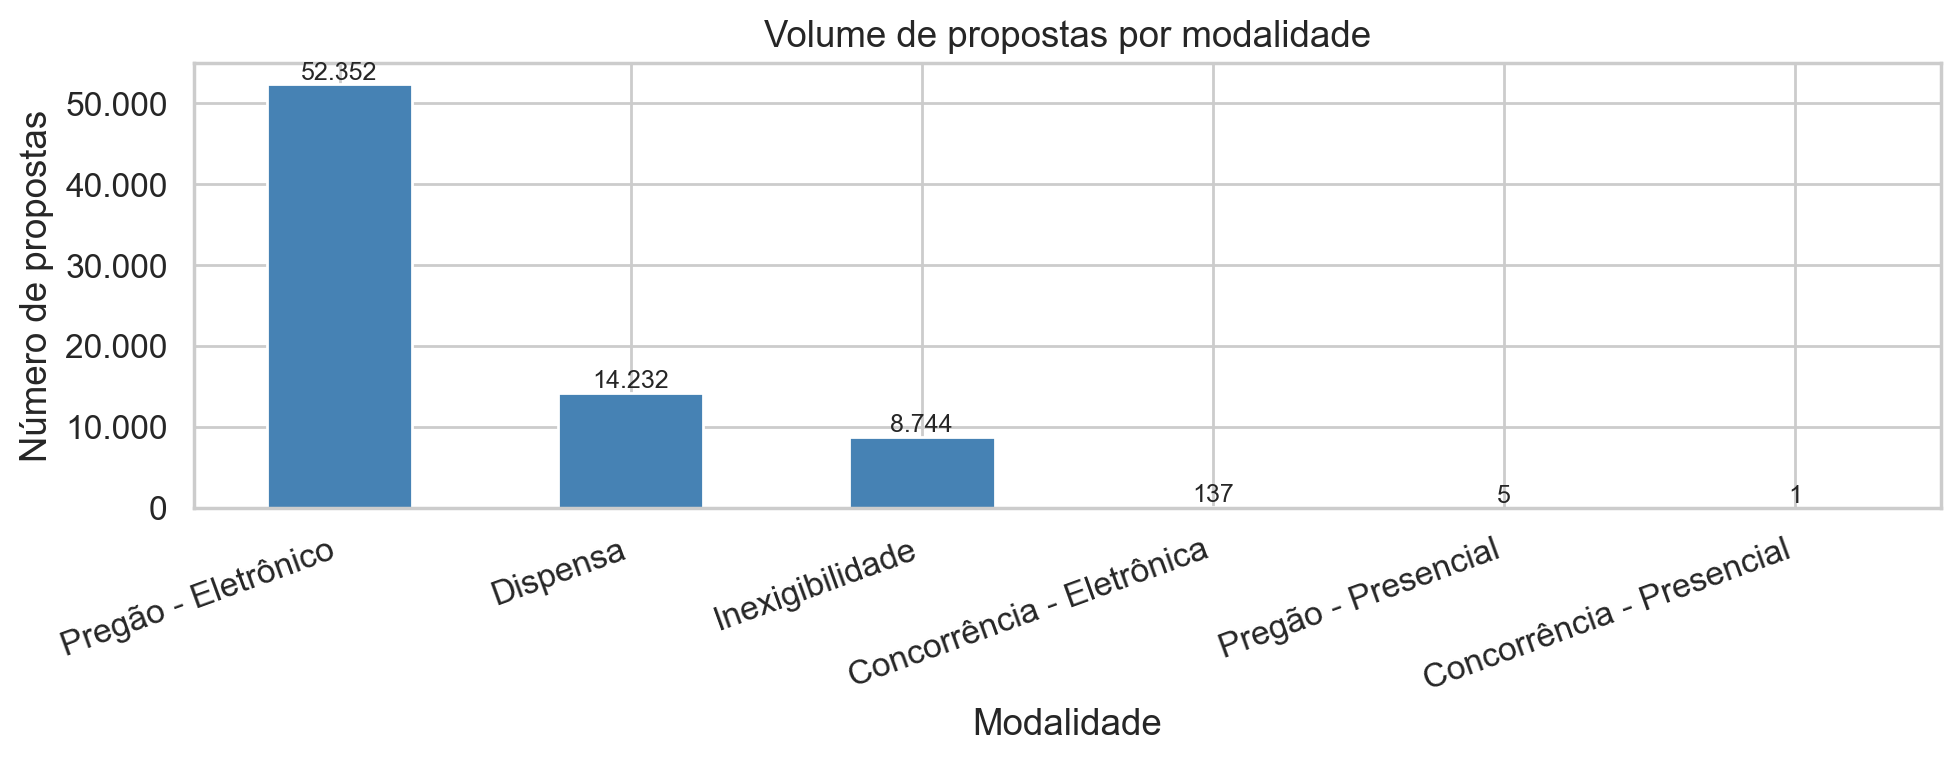 Volume de propostas por modalidade
Número de propostas
50.000
40.000
30.000
20.000
10.000
0
52.352
14.232
8.744
137
5
1
Pregão - Eletrônico
Dispensa
Inexigibilidade
Concorrência - Eletrônica
Pregão - Presencial
Concorrência - Presencial
Modalidade